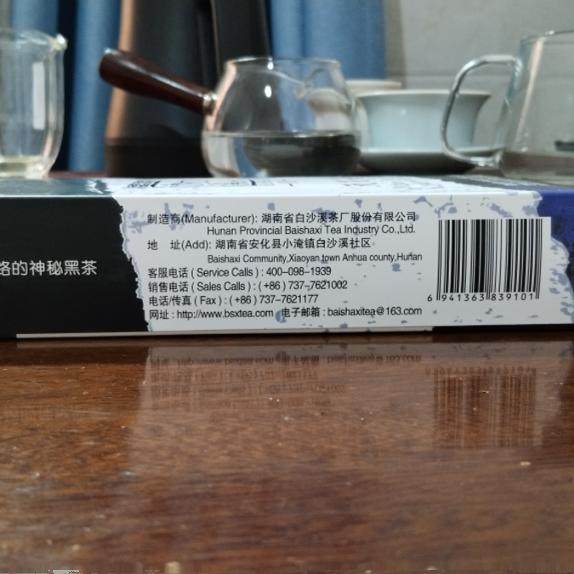 路的神秘黑茶
制造商(Manufacturer): 湖南省白沙溪茶厂股份有限公司
Hunan Provincial Baishaxi Tea Industry Co.,Ltd.
地 址(Add): 湖南省安化县小淹镇白沙溪社区
Baishaxi Community,Xiaoyan town Anhua county,Hunan
客服电话 ( Service Calls ) : 400-098-1939
销售电话 ( Sales Calls ) : (+86 ) 737-7621002
电话/传真 ( Fax ) : (+86 ) 737-7621177
网址 : http://www.bsxtea.com 电子邮箱 : baishaxitea@163.com
6 941363 839101